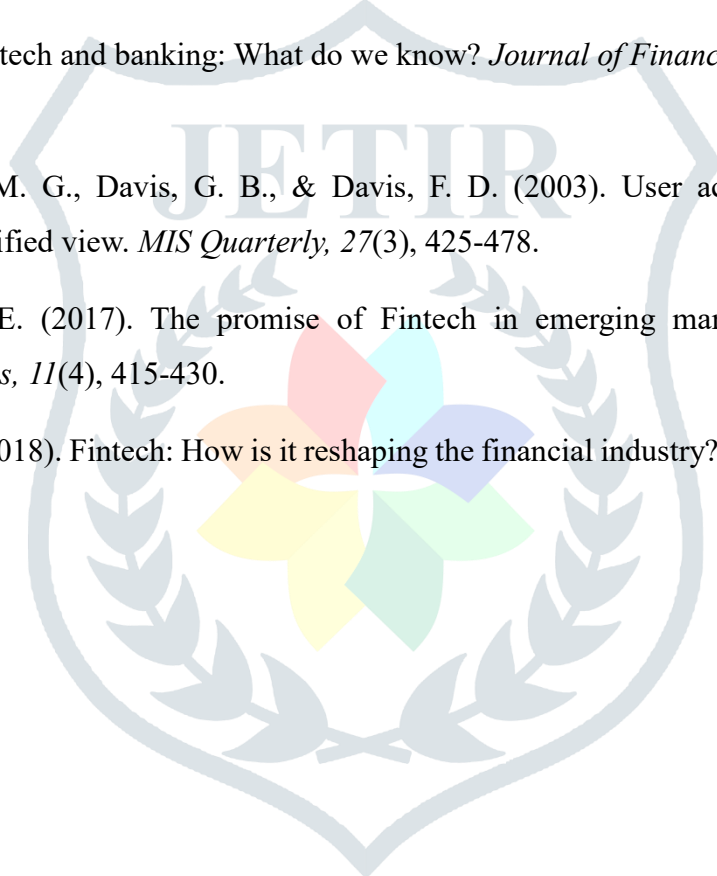 tech and banking: What do we know? Journal of Financ
JETIR
M. G., Davis, G. B., & Davis, F. D. (2003). User ac
ified view. MIS Quarterly, 27(3), 425-478.
E. (2017). The promise of Fintech in emerging mar
s, 11(4), 415-430.
018). Fintech: How is it reshaping the financial industry?